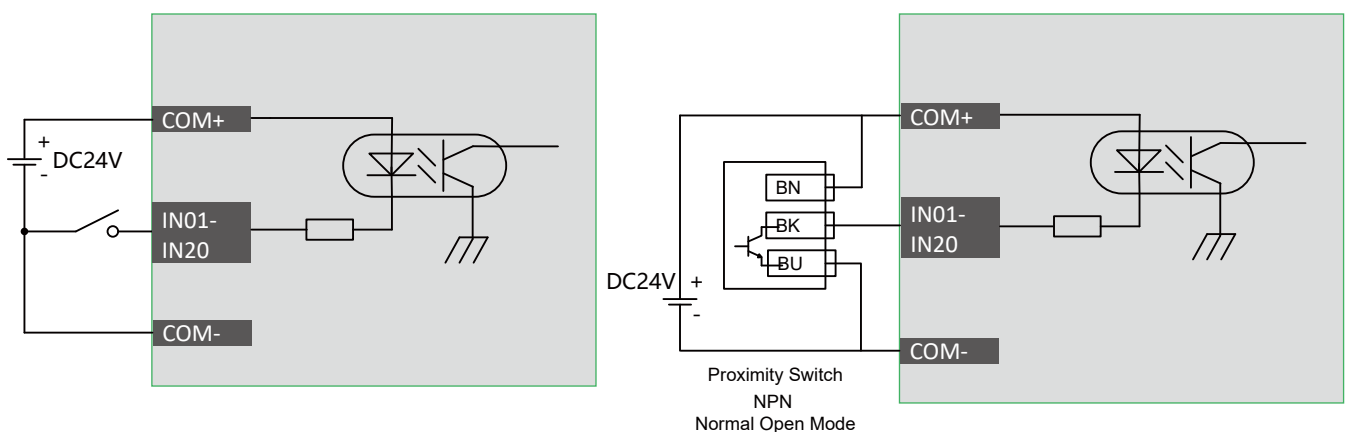 COM+
+
DC24V
-
IN01-
IN20
COM-
COM+
BN
BK
BU
IN01-
IN20
DC24V
+
-
COM-
Proximity Switch
NPN
Normal Open Mode